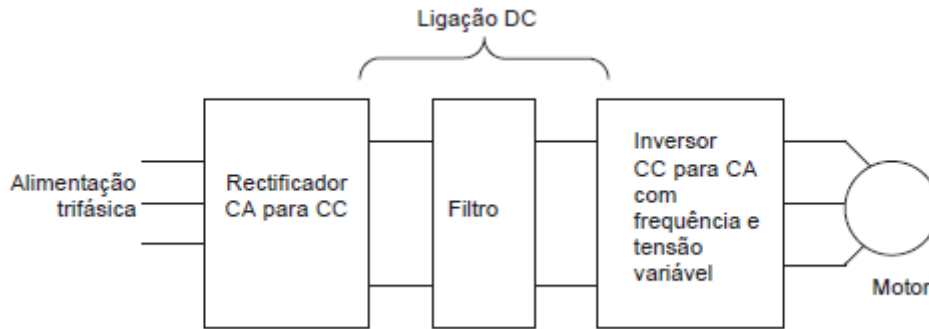 Ligação DC
Alimentação
trifásica
Rectificador
CA para CC
Filtro
Inversor
CC para CA
com
frequência e
tensão
variável
Motor